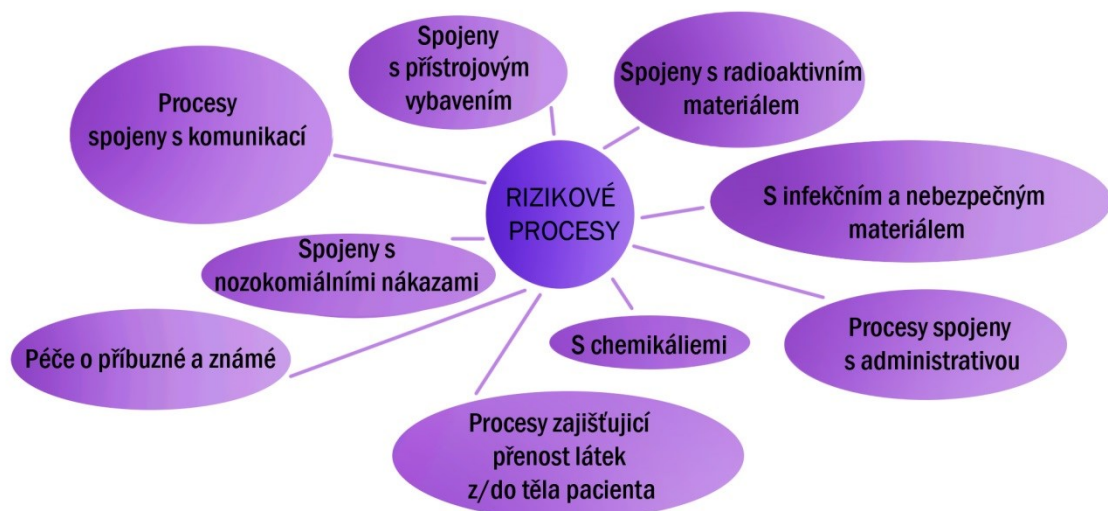 Spojeny
s přístrojovým
vybavením
Spojeny s radioaktivním
materiálem
Procesy
spojeny s komunikací
RIZIKOVÉ
PROCESY
S infekčním a nebezpečným
materiálem
Spojeny s
nozokomiálními nákazami
Procesy spojeny
s administrativou
S chemikáliemi
Péče o příbuzné a známé
Procesy zajišťujicí
přenost látek
z/do těla pacienta